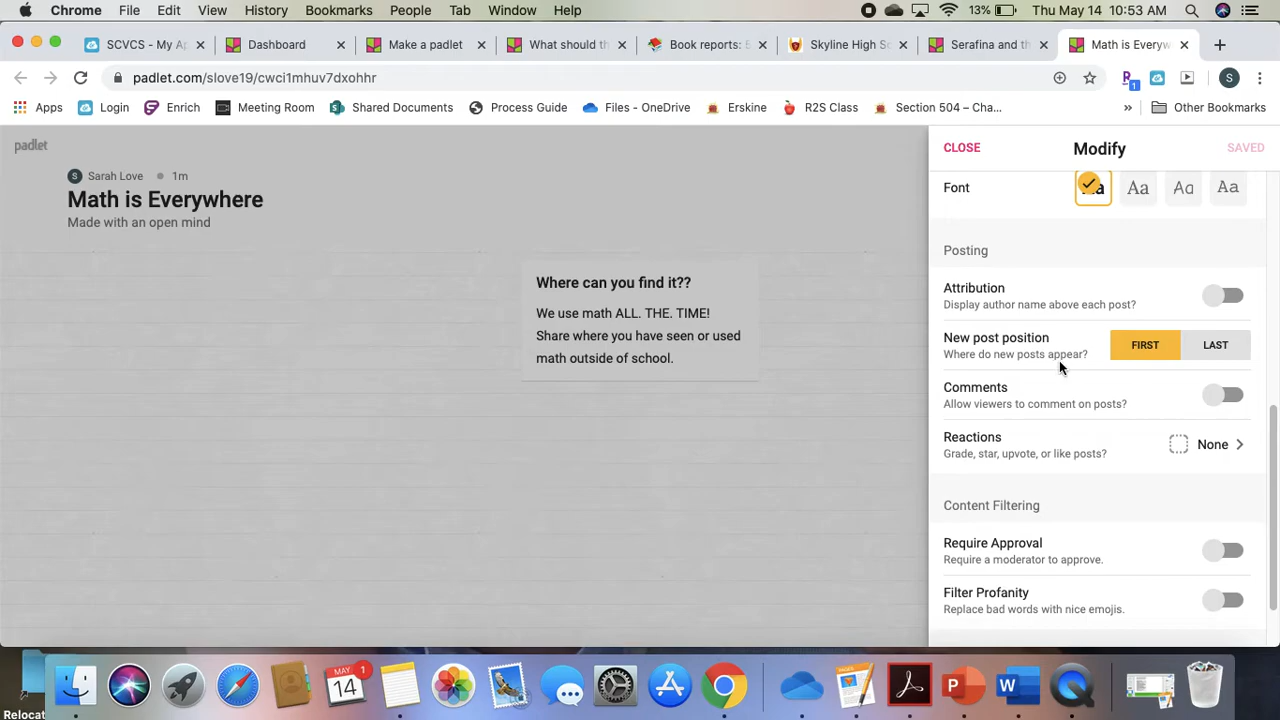 Chrome File Edit View History Bookmarks People Tab Window Help 13% Thu May 14 10:53 AM
SCVCS - My Ap Dashboard Make a padlet What should th Book reports: E Skyline High Sc Serafina and th Math is Everyw
padlet.com/slove19/cwci1mhuv7dxohhr S
Apps Login Enrich Meeting Room Shared Documents Process Guide Files - OneDrive Erskine R2S Class Section 504 – Cha... » Other Bookmarks
padlet
S Sarah Love 1m
Math is Everywhere
Made with an open mind
Where can you find it??
We use math ALL. THE. TIME!
Share where you have seen or used
math outside of school.
CLOSE Modify SAVED
Font Aa Aa Aa
Posting
Attribution
Display author name above each post?
New post position
Where do new posts appear?
FIRST LAST
Comments
Allow viewers to comment on posts?
Reactions
Grade, star, upvote, or like posts?
None
Content Filtering
Require Approval
Require a moderator to approve.
Filter Profanity
Replace bad words with nice emojis.
MAY 1
14
PAGES
P W
Relocat